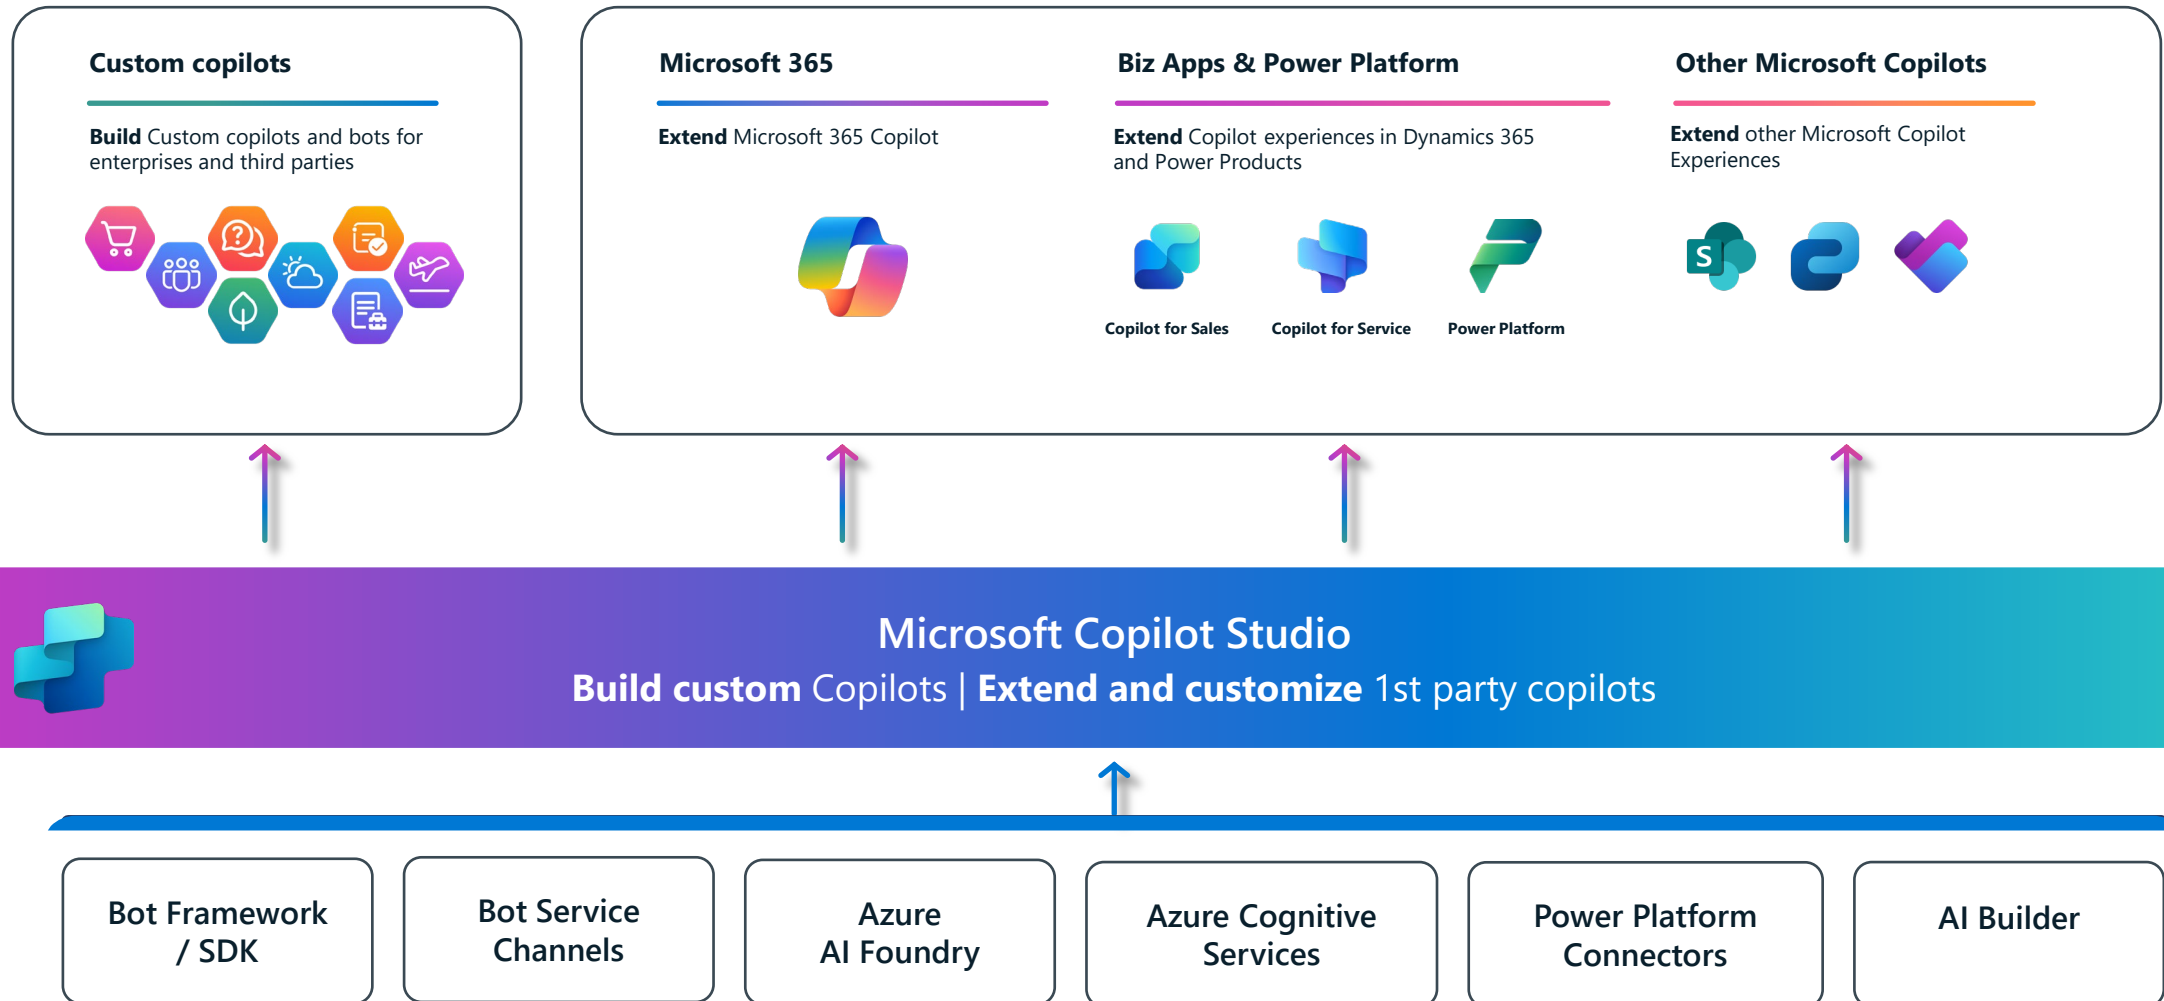 Custom copilots
Build Custom copilots and bots for
enterprises and third parties
Microsoft 365
Extend Microsoft 365 Copilot
Biz Apps & Power Platform
Extend Copilot experiences in Dynamics 365
and Power Products
Copilot for Sales
Copilot for Service
Power Platform
Other Microsoft Copilots
Extend other Microsoft Copilot
Experiences
S
Microsoft Copilot Studio
Build custom Copilots | Extend and customize 1st party copilots
Bot Framework
/ SDK
Bot Service
Channels
Azure
AI Foundry
Azure Cognitive
Services
Power Platform
Connectors
AI Builder